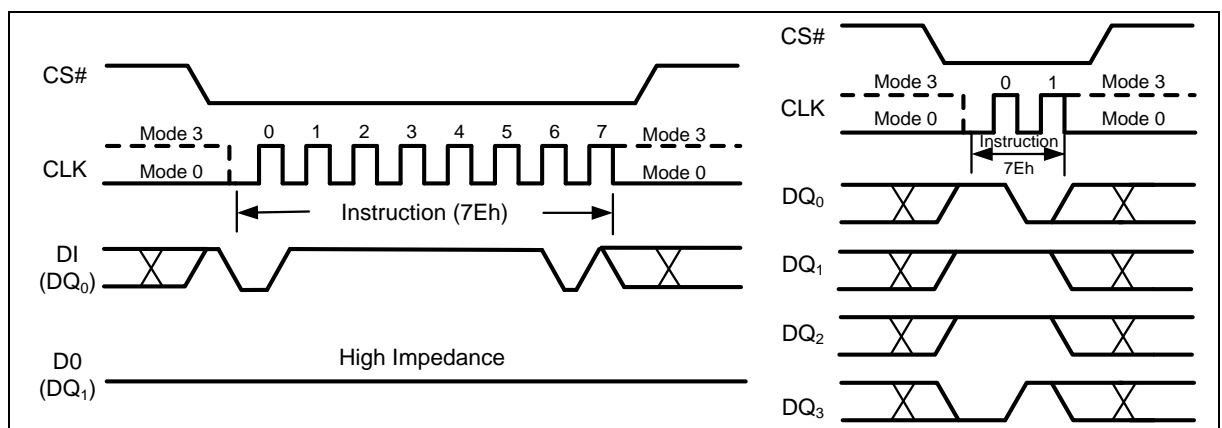 CS#
Mode 3 0 1 2 3 4 5 6 7 Mode 3
CLK
Mode 0 Mode 0
Instruction (7Eh)
DI
(DQ0)
D0
(DQ1)
High Impedance
CS#
Mode 3 0 1 Mode 3
CLK
Mode 0 Mode 0
Instruction
7Eh
DQ0
DQ1
DQ2
DQ3